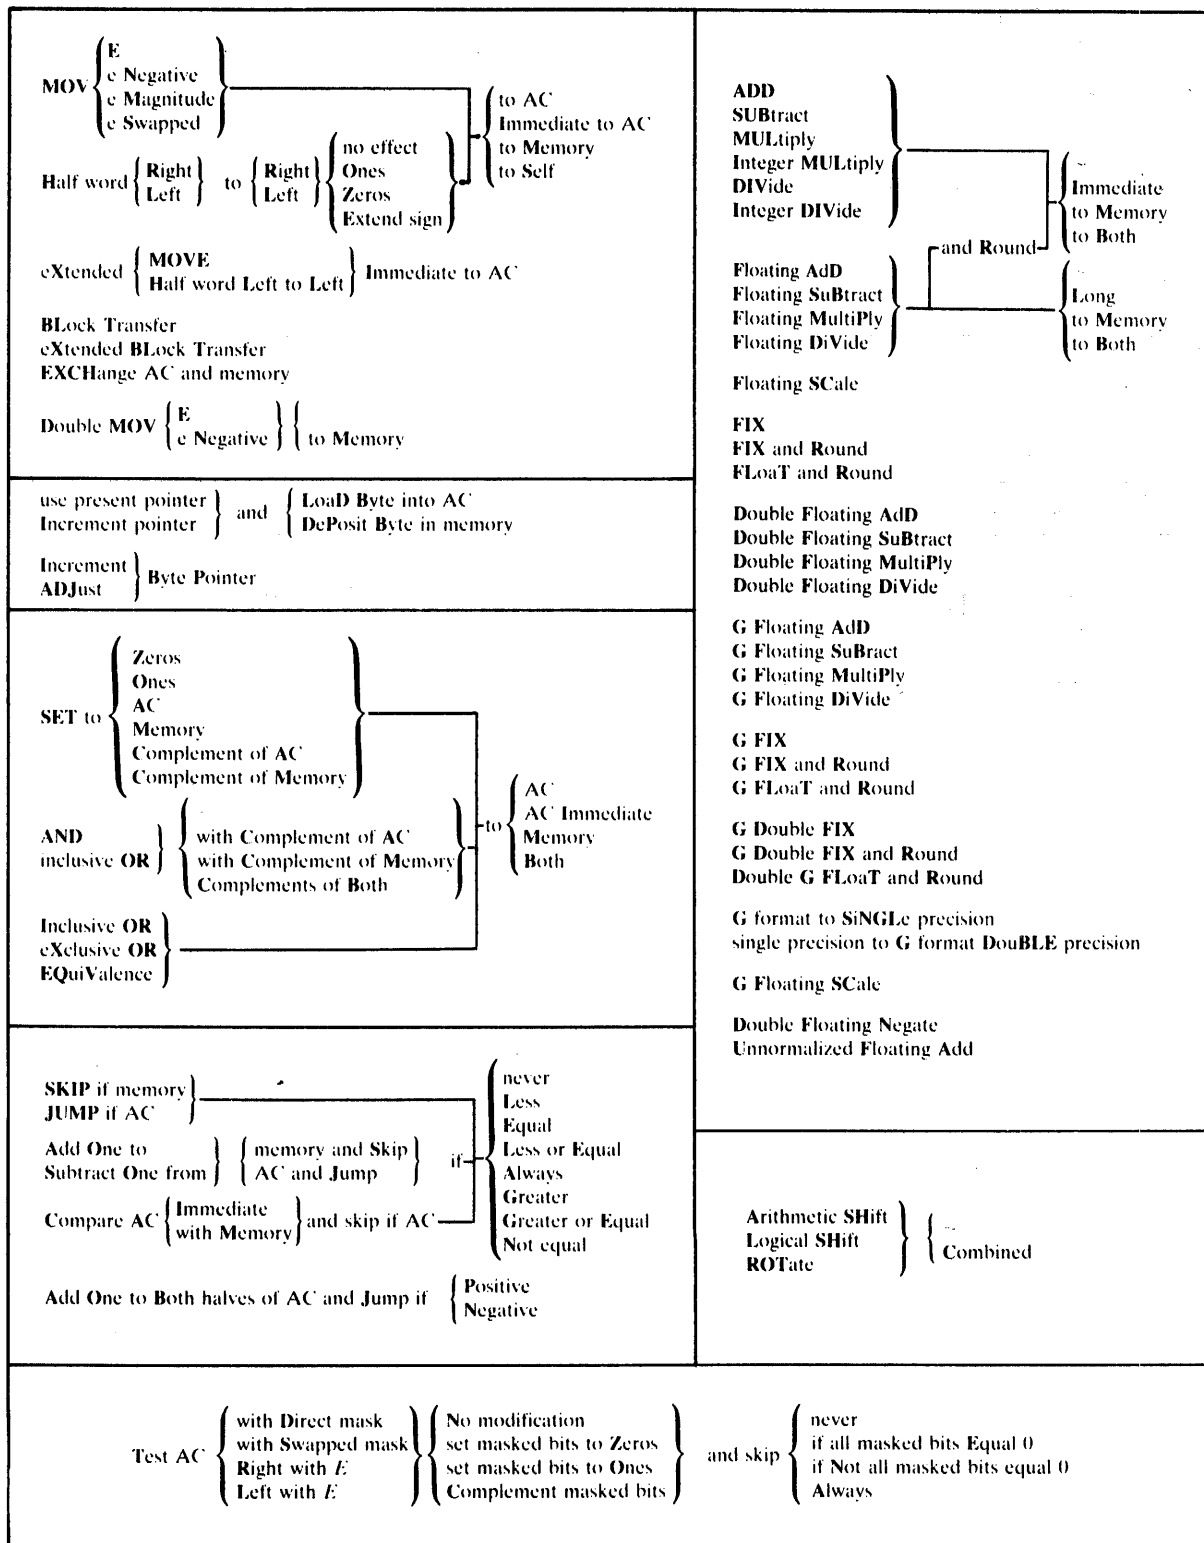 MOV
E
e Negative
e Magnitude
e Swapped
to AC
Immediate to AC
to Memory
to Self
Half word
Right
Left
to
Right
Left
no effect
Ones
Zeros
Extend sign
eXtended
MOVE
Half word Left to Left
Immediate to AC
BLock Transfer
eXtended BLock Transfer
EXCHange AC and memory
Double MOV
E
e Negative
to Memory
use present pointer
Increment pointer
and
LoaD Byte into AC
DePosit Byte in memory
Increment
ADJust
Byte Pointer
SET to
Zeros
Ones
AC
Memory
Complement of AC
Complement of Memory
AND
inclusive OR
with Complement of AC
with Complement of Memory
Complements of Both
Inclusive OR
eXclusive OR
EQuiValence
to
AC
AC Immediate
Memory
Both
SKIP if memory
JUMP if AC
Add One to
Subtract One from
memory and Skip
AC and Jump
Compare AC
Immediate
with Memory
and skip if AC
if
never
Less
Equal
Less or Equal
Always
Greater
Greater or Equal
Not equal
Add One to Both halves of AC and Jump if
Positive
Negative
ADD
SUBtract
MULtiply
Integer MULtiply
DIVide
Integer DIVide
Immediate
to Memory
to Both
and Round
Floating AdD
Floating SuBtract
Floating MultiPly
Floating DiVide
Long
to Memory
to Both
Floating SCale
FIX
FIX and Round
FLoaT and Round
Double Floating AdD
Double Floating SuBtract
Double Floating MultiPly
Double Floating DiVide
G Floating AdD
G Floating SuBract
G Floating MultiPly
G Floating DiVide
G FIX
G FIX and Round
G FLoaT and Round
G Double FIX
G Double FIX and Round
Double G FLoaT and Round
G format to SiNGLe precision
single precision to G format DouBLE precision
G Floating SCale
Double Floating Negate
Unnormalized Floating Add
Arithmetic SHift
Logical SHift
ROTate
Combined
Test AC
with Direct mask
with Swapped mask
Right with E
Left with E
No modification
set masked bits to Zeros
set masked bits to Ones
Complement masked bits
and skip
never
if all masked bits Equal 0
if Not all masked bits equal 0
Always